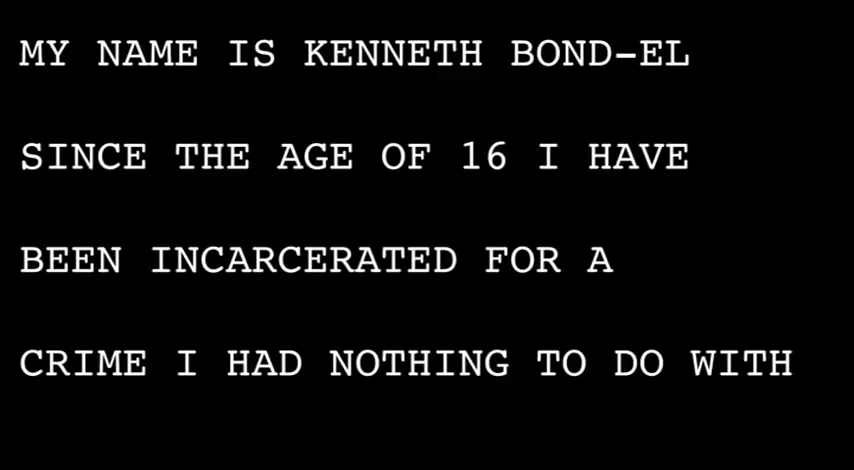 MY NAME IS KENNETH BOND-EL
SINCE THE AGE OF 16 I HAVE
BEEN INCARCERATED FOR A
CRIME I HAD NOTHING TO DO WITH